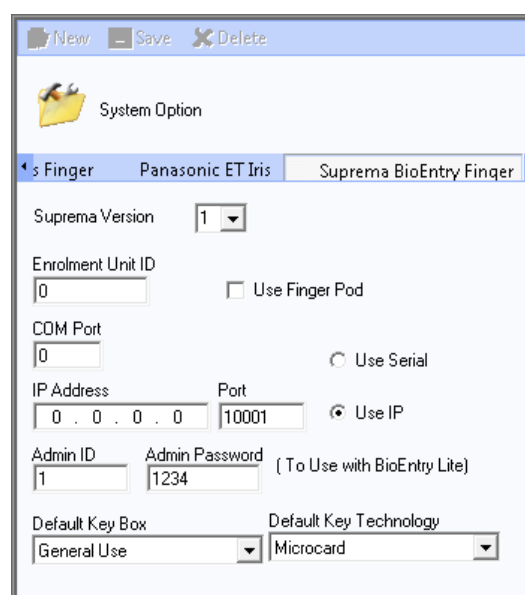 New Save Delete
System Option
s Finger Panasonic ET Iris Suprema BioEntry Finger
Suprema Version 1
Enrolment Unit ID
0 Use Finger Pod
COM Port
0 Use Serial
IP Address Port
0 . 0 . 0 . 0 10001 Use IP
Admin ID Admin Password
1 1234 ( To Use with BioEntry Lite)
Default Key Box Default Key Technology
General Use Microcard